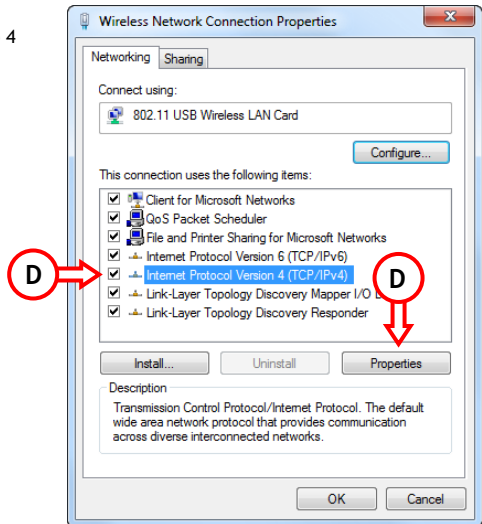 4
Wireless Network Connection Properties
Networking Sharing
Connect using:
802.11 USB Wireless LAN Card
Configure...
This connection uses the following items:
Client for Microsoft Networks
QoS Packet Scheduler
File and Printer Sharing for Microsoft Networks
Internet Protocol Version 6 (TCP/IPv6)
D Internet Protocol Version 4 (TCP/IPv4) D
Link-Layer Topology Discovery Mapper I/O
Link-Layer Topology Discovery Responder
Install... Uninstall Properties
Description
Transmission Control Protocol/Internet Protocol. The default
wide area network protocol that provides communication
across diverse interconnected networks.
OK Cancel